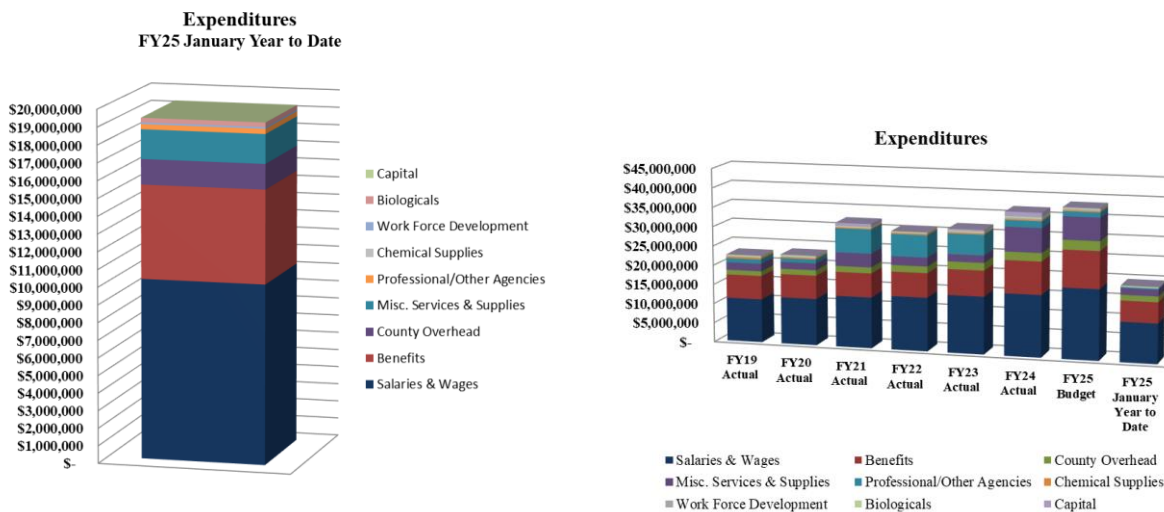 Expenditures
FY25 January Year to Date
$20,000,000
$19,000,000
$18,000,000
$17,000,000
$16,000,000
$15,000,000
$14,000,000
$13,000,000
$12,000,000
$11,000,000
$10,000,000
$9,000,000
$8,000,000
$7,000,000
$6,000,000
$5,000,000
$4,000,000
$3,000,000
$2,000,000
$1,000,000
$-
Capital
Biologicals
Work Force Development
Chemical Supplies
Professional/Other Agencies
Misc. Services & Supplies
County Overhead
Benefits
Salaries & Wages
Expenditures
$45,000,000
$40,000,000
$35,000,000
$30,000,000
$25,000,000
$20,000,000
$15,000,000
$10,000,000
$5,000,000
$-
FY19
Actual
FY20
Actual
FY21
Actual
FY22
Actual
FY23
Actual
FY24
Actual
FY25
Budget
FY25
January
Year to
Date
Salaries & Wages
Benefits
County Overhead
Misc. Services & Supplies
Professional/Other Agencies
Chemical Supplies
Work Force Development
Biologicals
Capital